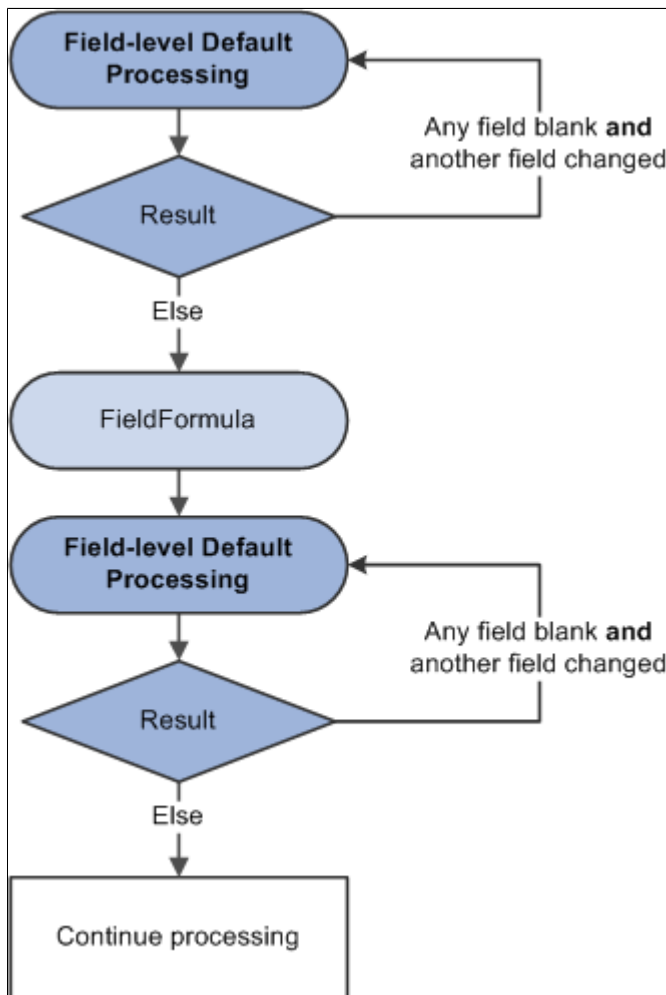 Field-level Default
Processing
Any field blank and
another field changed
Result
Else
FieldFormula
Field-level Default
Processing
Any field blank and
another field changed
Result
Else
Continue processing